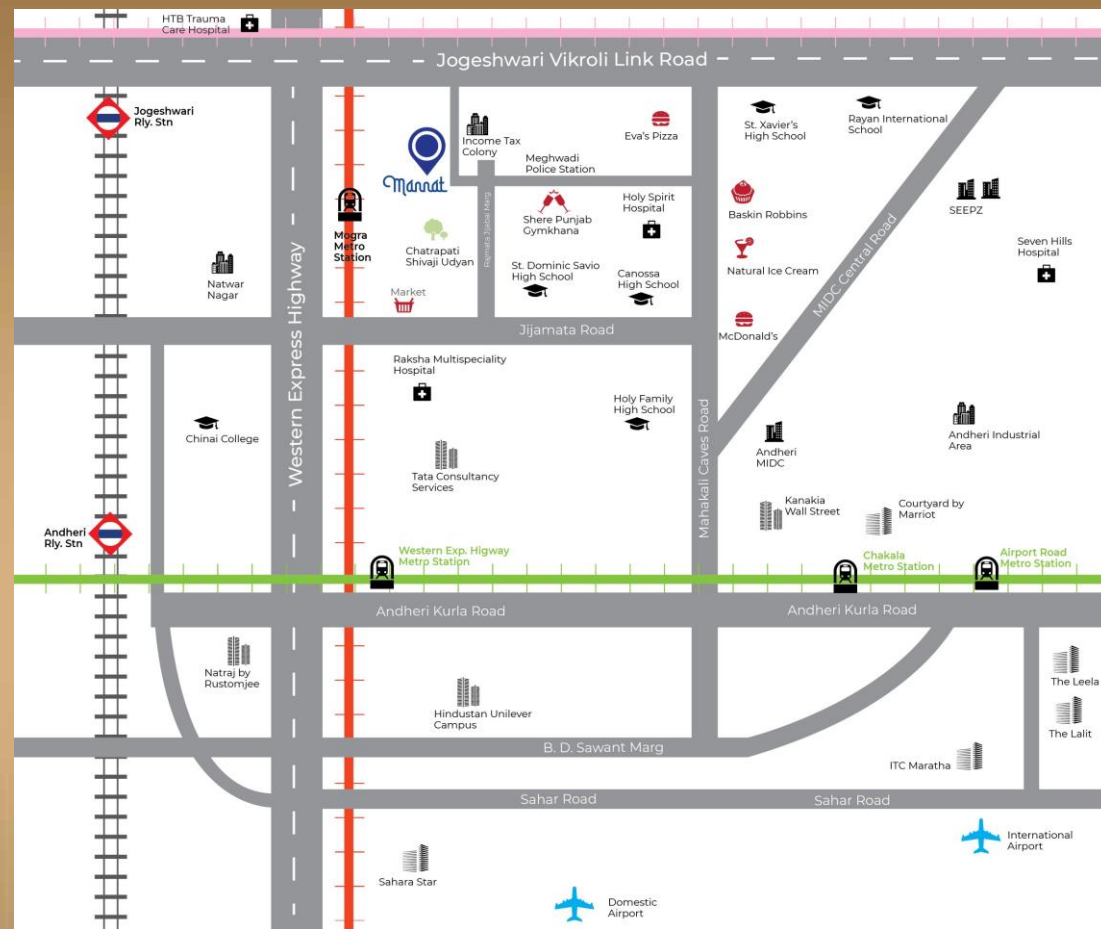 HTB Trauma
Care Hospital
Jogeshwari Vikroli Link Road
Jogeshwari
Rly. Stn
Mannat
Income Tax
Colony
Eva's Pizza
Meghwadi
Police Station
St. Xavier's
High School
Rayan International
School
Mogra
Metro
Station
Chatrapati
Shivaji Udyan
Rajmata Jijabai Marg
Shere Punjab
Gymkhana
Holy Spirit
Hospital
Baskin Robbins
SEEPZ
Natwar
Nagar
St. Dominic Savio
High School
Canossa
High School
Natural Ice Cream
Seven Hills
Hospital
Market
MIDC Central Road
Western Express Highway
Jijamata Road
McDonald's
Raksha Multispeciality
Hospital
Chinai College
Holy Family
High School
Mahakali Caves Road
Andheri
MIDC
Andheri Industrial
Area
Tata Consultancy
Services
Kanakia
Wall Street
Courtyard by
Marriot
Andheri
Rly. Stn
Western Exp. Higway
Metro Station
Chakala
Metro Station
Airport Road
Metro Station
Andheri Kurla Road
Andheri Kurla Road
Natraj by
Rustomjee
Hindustan Unilever
Campus
The Leela
The Lalit
B. D. Sawant Marg
ITC Maratha
Sahar Road
Sahar Road
International
Airport
Sahara Star
Domestic
Airport